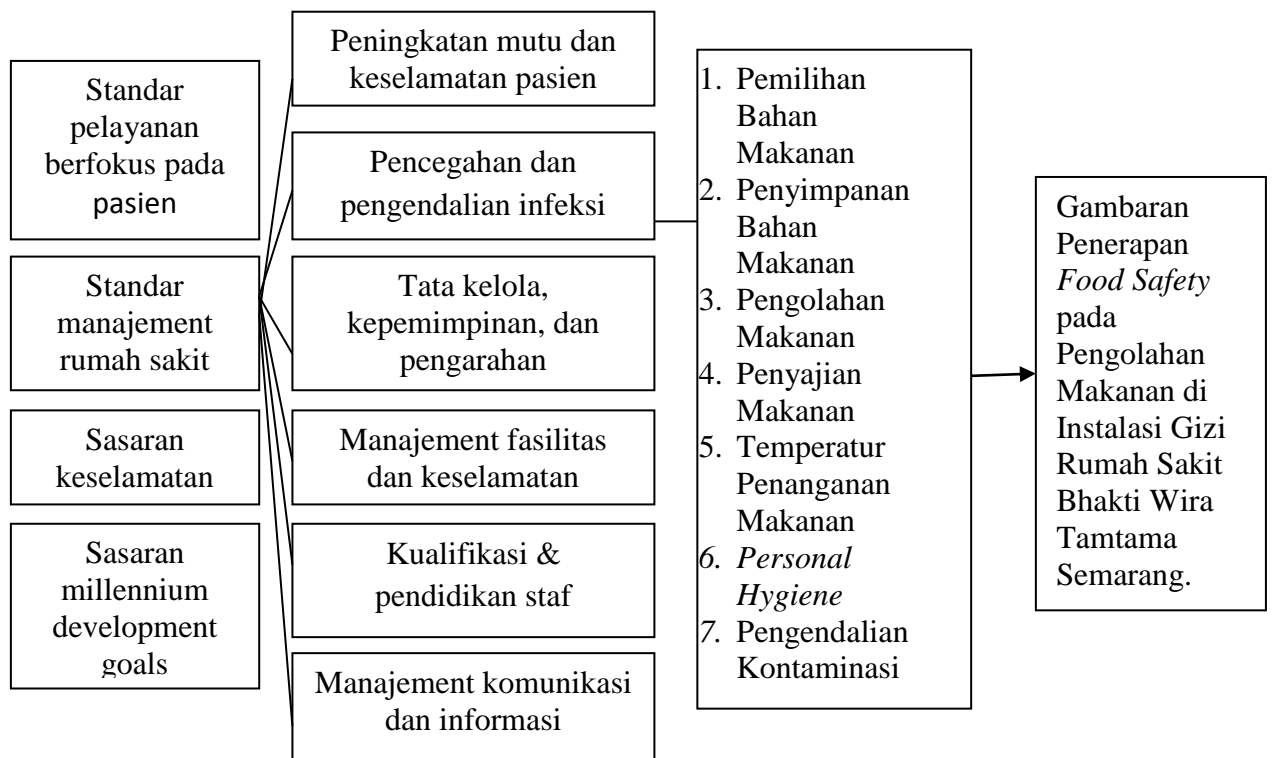 Standar
pelayanan
berfokus pada
pasien
Standar
manajement
rumah sakit
Sasaran
keselamatan
Sasaran
millennium
development
goals
Peningkatan mutu dan
keselamatan pasien
Pencegahan dan
pengendalian infeksi
Tata kelola,
kepemimpinan, dan
pengarahan
Manajement fasilitas
dan keselamatan
Kualifikasi &
pendidikan staf
Manajement komunikasi
dan informasi
1. Pemilihan
Bahan
Makanan
2. Penyimpanan
Bahan
Makanan
3. Pengolahan
Makanan
4. Penyajian
Makanan
5. Temperatur
Penanganan
Makanan
6. Personal
Hygiene
7. Pengendalian
Kontaminasi
Gambaran
Penerapan
Food Safety
pada
Pengolahan
Makanan di
Instalasi Gizi
Rumah Sakit
Bhakti Wira
Tamtama
Semarang.